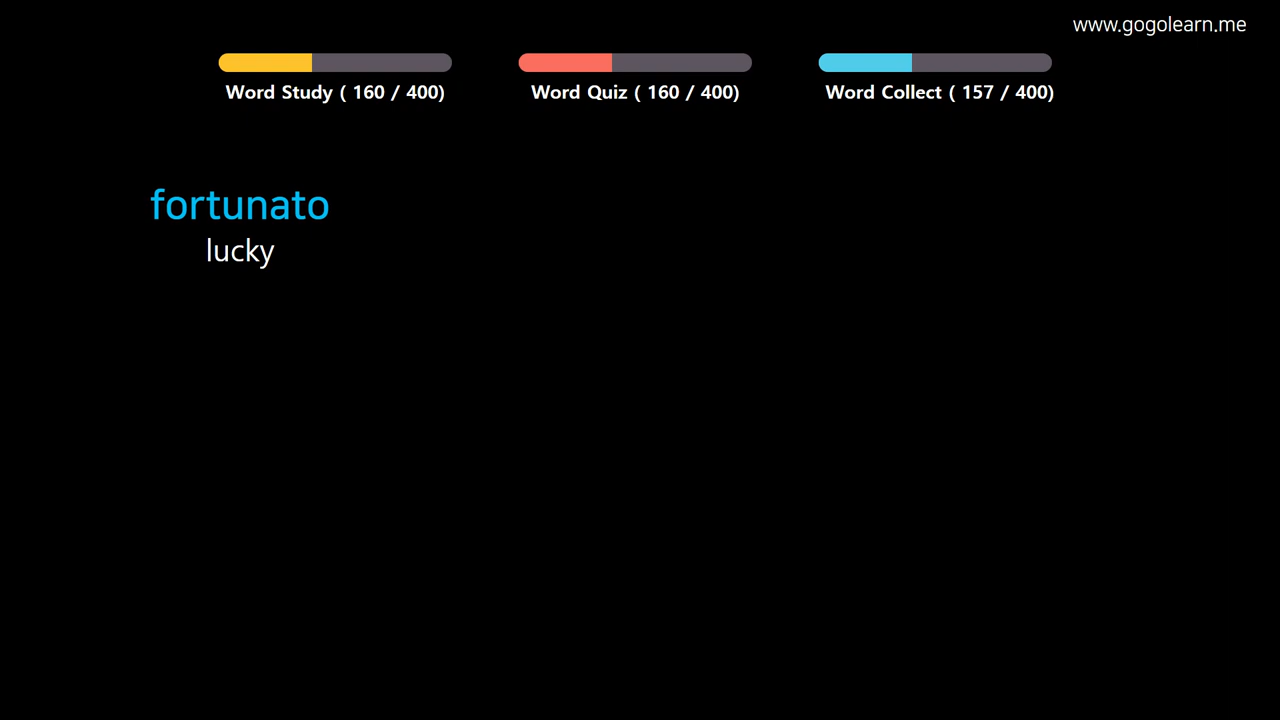 www.gogolearn.me
Word Study ( 160 / 400)
Word Quiz ( 160 / 400)
Word Collect ( 157 / 400)
fortunato
lucky